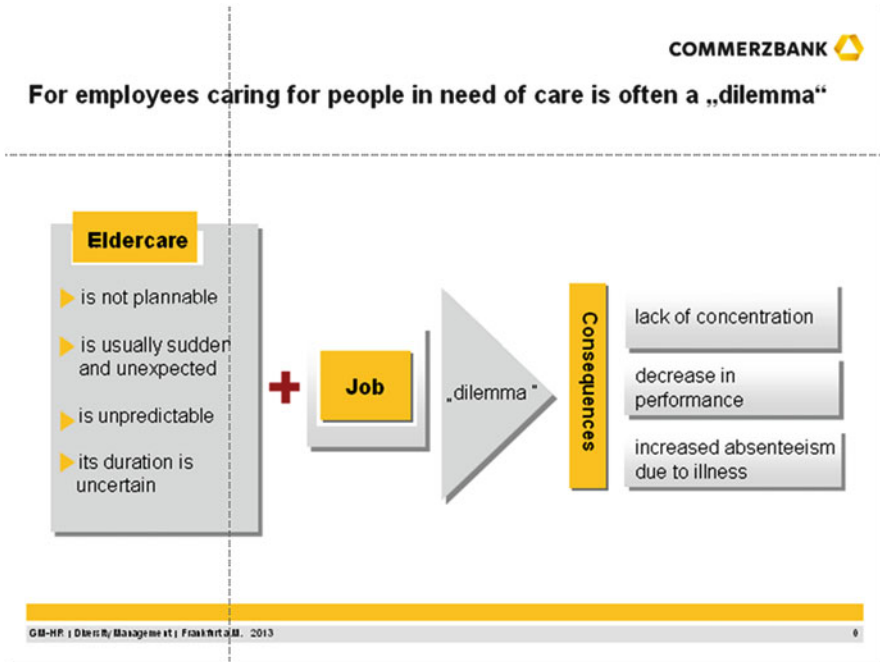 COMMERZBANK
For employees caring for people in need of care is often a „dilemma“
Eldercare
is not plannable
is usually sudden
and unexpected
is unpredictable
its duration is
uncertain
Job
„dilemma“
Consequences
lack of concentration
decrease in
performance
increased absenteeism
due to illness
GM-HR | Diversity Management | Frankfurt a.M. 2013
0